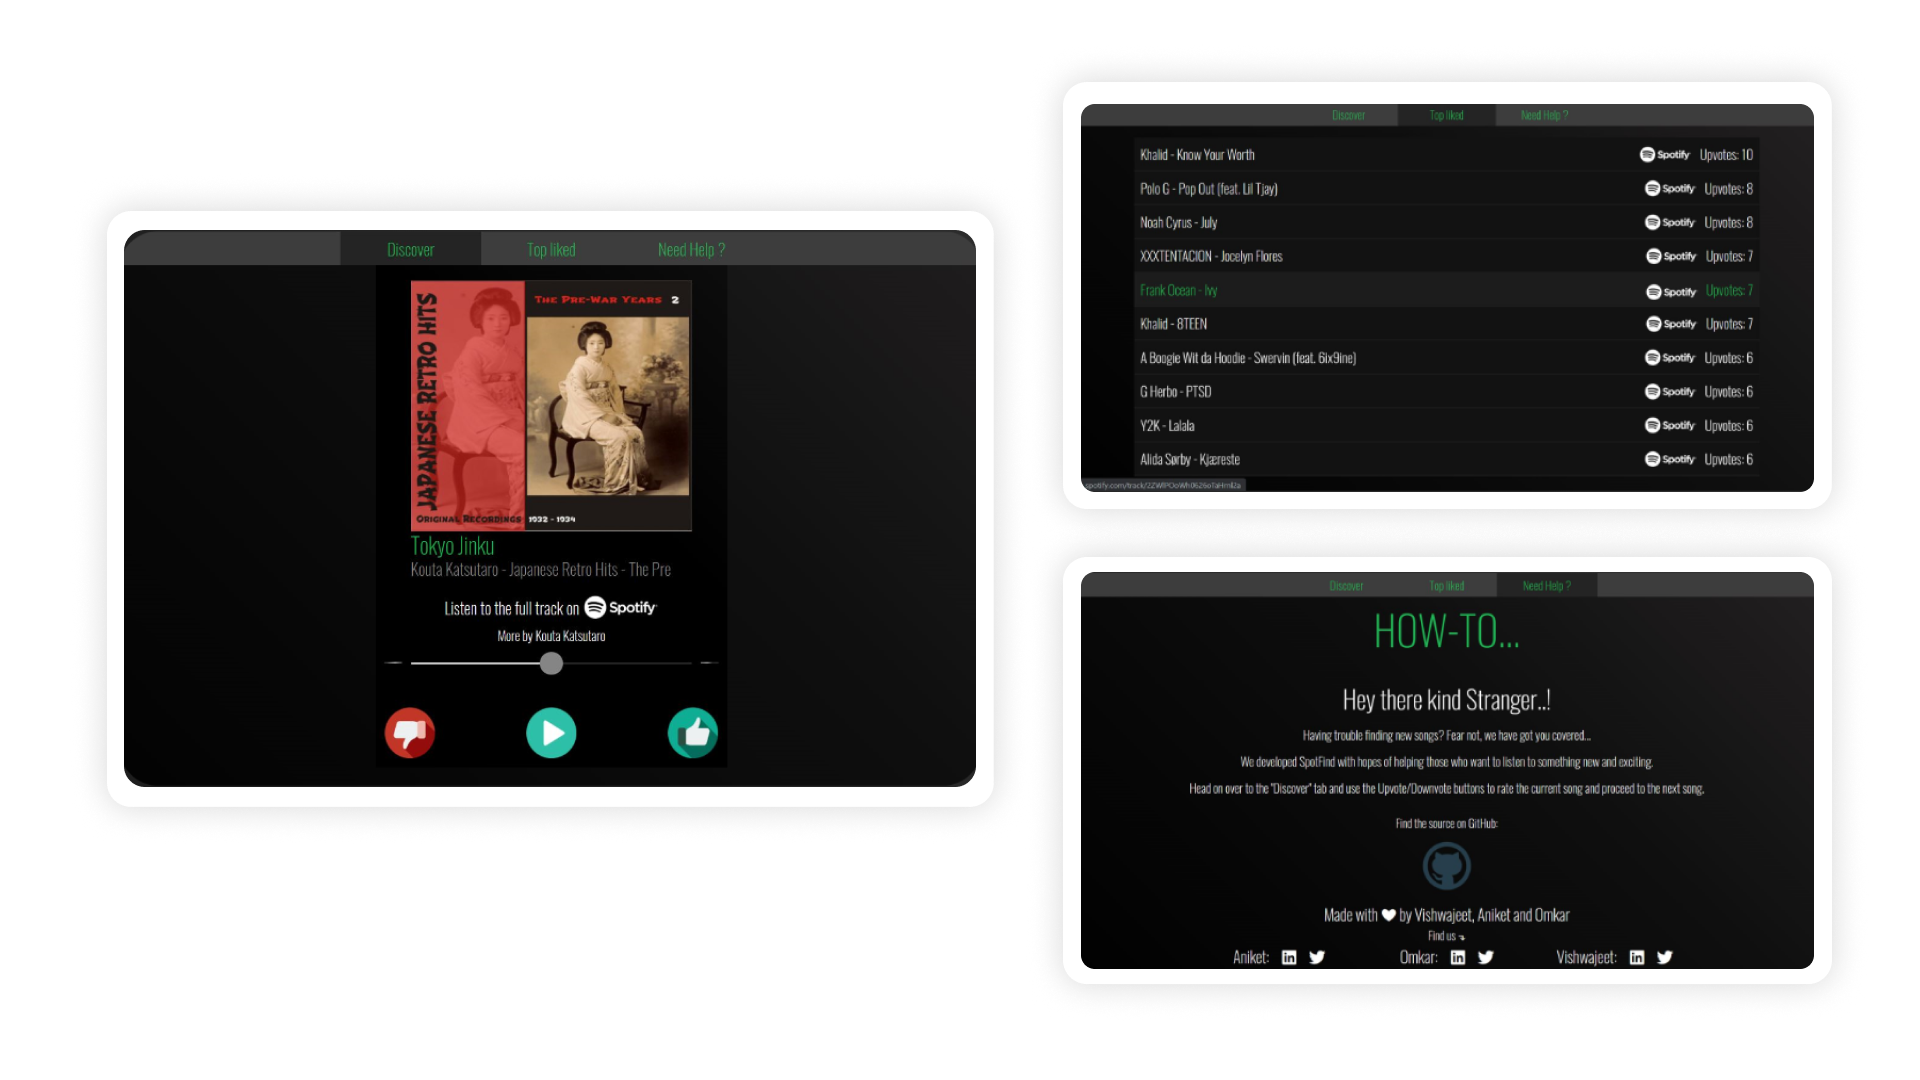 Discover Top liked Need Help ?
JAPANESE RETRO HITS
THE PRE-WAR YEARS 2
ORIGINAL RECORDINGS 1932 - 1934
Tokyo Jinku
Kouta Katsutaro - Japanese Retro Hits - The Pre
Listen to the full track on Spotify
More by Kouta Katsutaro
Discover Top liked Need Help ?
Khalid - Know Your Worth Spotify Upvotes: 10
Polo G - Pop Out (feat. Lil Tjay) Spotify Upvotes: 8
Noah Cyrus - July Spotify Upvotes: 8
XXXTENTACION - Jocelyn Flores Spotify Upvotes: 7
Frank Ocean - Ivy Spotify Upvotes: 7
Khalid - 8TEEN Spotify Upvotes: 7
A Boogie Wit da Hoodie - Swervin (feat. 6ix9ine) Spotify Upvotes: 6
G Herbo - PTSD Spotify Upvotes: 6
Y2K - Lalala Spotify Upvotes: 6
Alida Sørby - Kjæreste Spotify Upvotes: 6
Discover Top liked Need Help ?
HOW-TO...
Hey there kind Stranger..!
Having trouble finding new songs? Fear not, we have got you covered...
We developed SpotFind with hopes of helping those who want to listen to something new and exciting.
Head on over to the "Discover" tab and use the Upvote/Downvote buttons to rate the current song and proceed to the next song.
Find the source on GitHub:
Made with ♥ by Vishwajeet, Aniket and Omkar
Find us
Aniket: in Omkar: in Vishwajeet: in